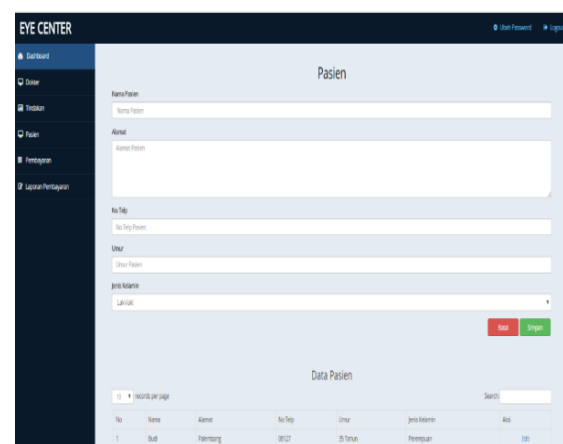 EYE CENTER
Ubah Password
Logout
Dashboard
Dokter
Tindakan
Pasien
Pembayaran
Laporan Pembayaran
Pasien
Nama Pasien
Nama Pasien
Alamat
Alamat Pasien
No Telp
No Telp Pasien
Umur
Umur Pasien
Jenis Kelamin
Laki-laki
Batal Simpan
Data Pasien
10 records per page Search:
No Nama Alamat No Telp Umur Jenis Kelamin Aksi
1 Budi Palembang 08127 35 Tahun Perempuan Edit